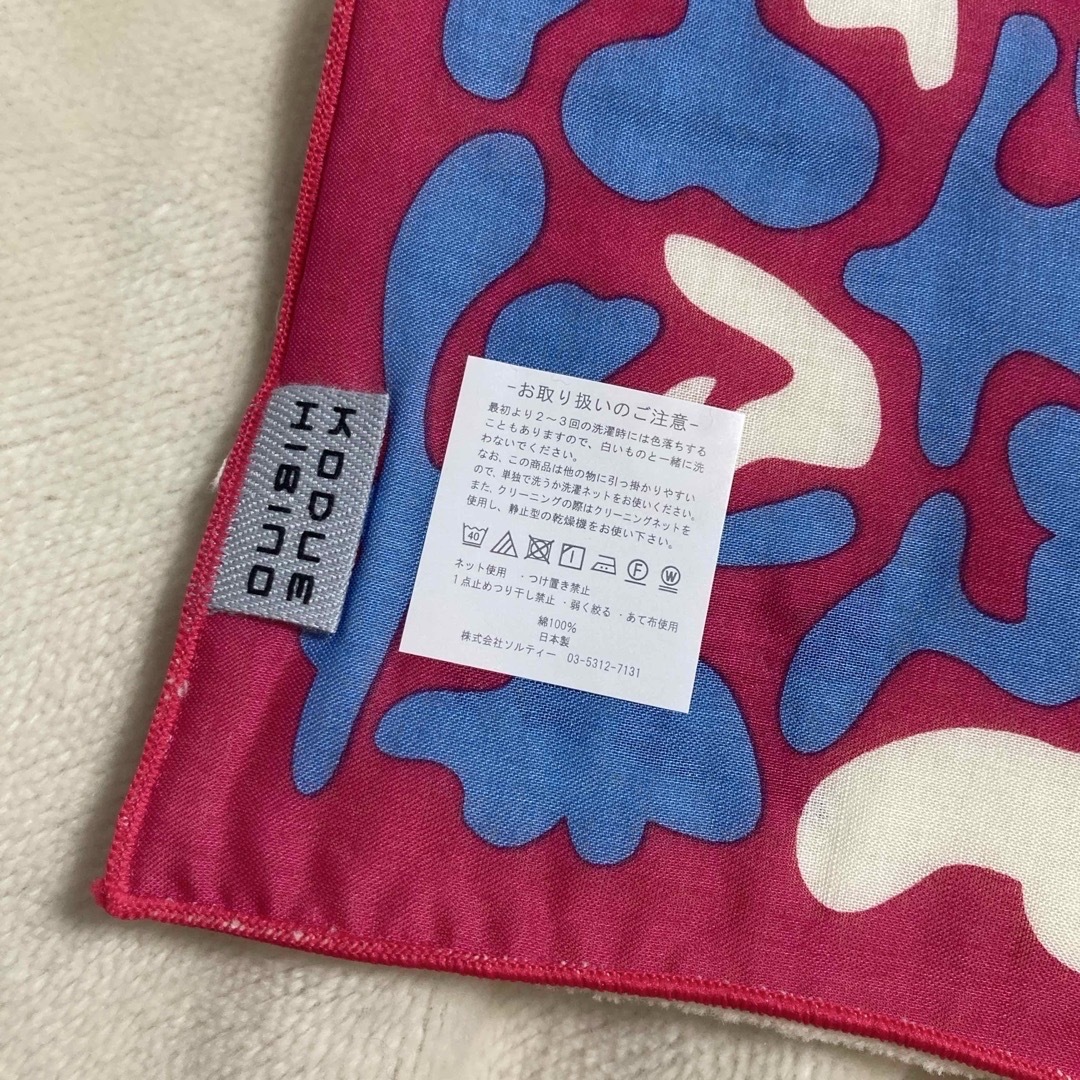 KODUE
HIBINO
-お取り扱いのご注意-
最初より2~3回の洗濯時には色落ちする
こともありますので、白いものと一緒に洗
わないでください。
なお、この商品は他の物に引っ掛かりやすい
ので、単独で洗うか洗濯ネットをお使いください。
また、クリーニングの際はクリーニングネットを
使用し、静止型の乾燥機をお使い下さい。
40 F W
ネット使用 ・つけ置き禁止
1点止めつり干し禁止・弱く絞る・あて布使用
綿100%
日本製
株式会社ソルティー 03-5312-7131